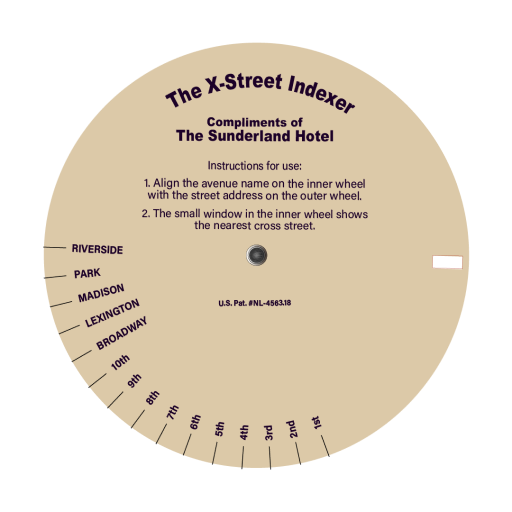 The X-Street Indexer
Compliments of
The Sunderland Hotel
Instructions for use:
1. Align the avenue name on the inner wheel
with the street address on the outer wheel.
2. The small window in the inner wheel shows
the nearest cross street.
U.S. Pat. #NL-4563.18
RIVERSIDE
PARK
MADISON
LEXINGTON
BROADWAY
10th
9th
8th
7th
6th
5th
4th
3rd
2nd
1st